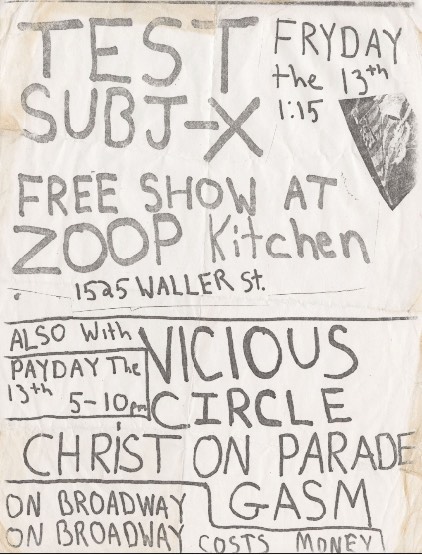 TEST
SUBJ-X
FRYDAY
the 13th
1:15
FREE SHOW AT
ZOOP Kitchen
1525 WALLER St.
ALSO With
VICIOUS
CIRCLE
PAYDAY The
13th 5-10pm
CHRiST ON PARADE
GASM
ON BROADWAY
ON BROADWAY
COSTS MONEY